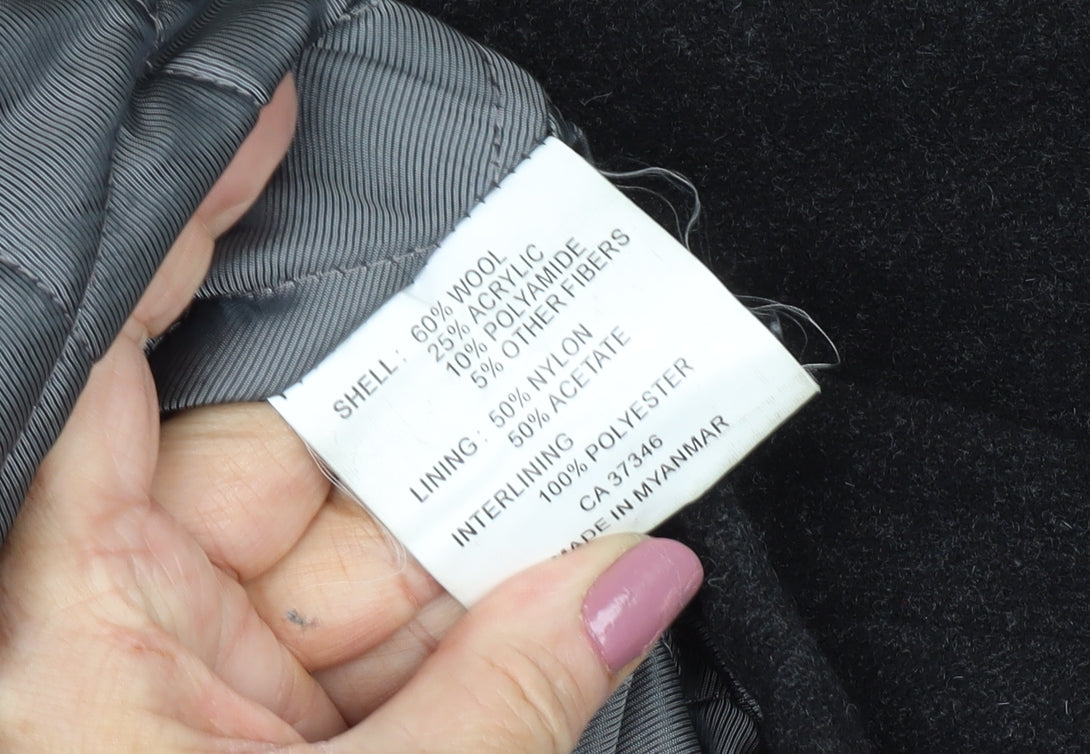 SHELL: 60% WOOL
25% ACRYLIC
10% POLYAMIDE
5% OTHER FIBERS
LINING: 50% NYLON
50% ACETATE
INTERLINING
100% POLYESTER
CA 37346
MADE IN MYANMAR